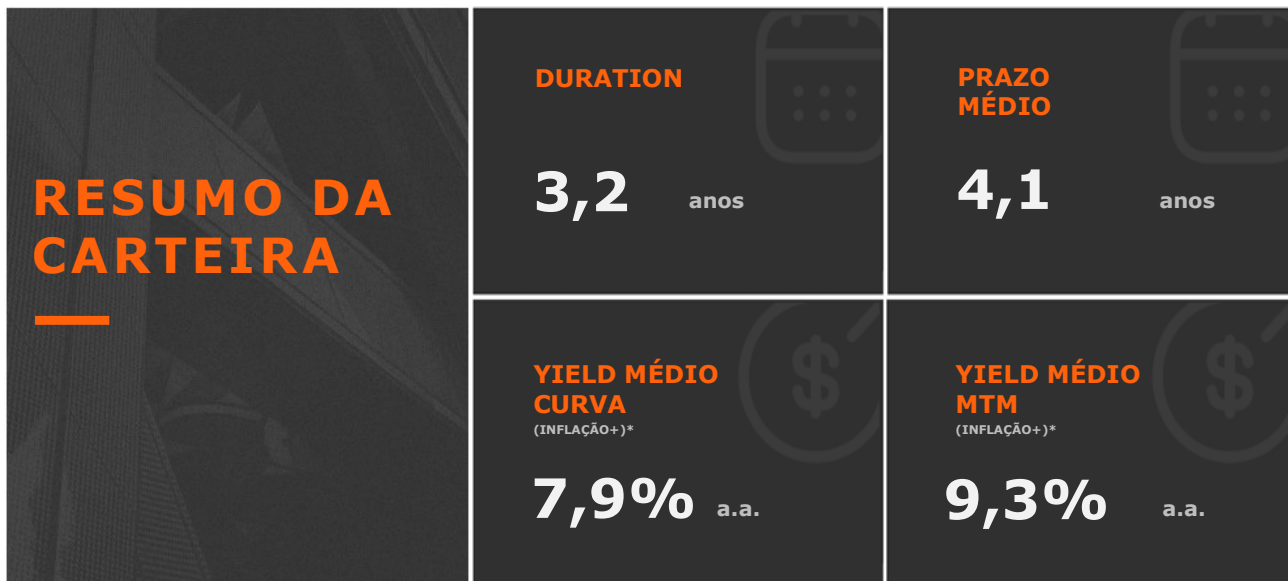 RESUMO DA
CARTEIRA
DURATION
3,2 anos
PRAZO
MÉDIO
4,1 anos
YIELD MÉDIO
CURVA
(INFLAÇÃO+)*
7,9% a.a.
YIELD MÉDIO
MTM
(INFLAÇÃO+)*
9,3% a.a.